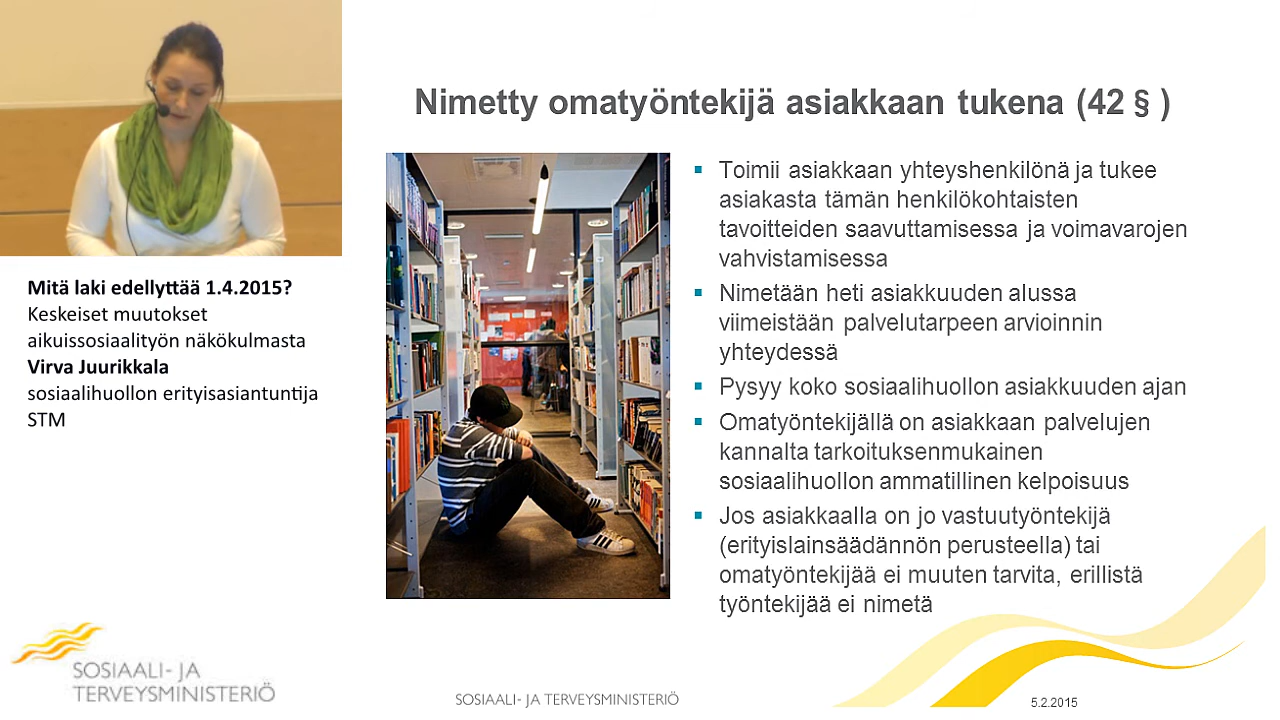 Nimetty omatyöntekijä asiakkaan tukena (42 § )
Toimii asiakkaan yhteyshenkilönä ja tukee
asiakasta tämän henkilökohtaisten
tavoitteiden saavuttamisessa ja voimavarojen
vahvistamisessa
Nimetään heti asiakkuuden alussa
viimeistään palvelutarpeen arvioinnin
yhteydessä
Pysyy koko sosiaalihuollon asiakkuuden ajan
Omatyöntekijällä on asiakkaan palvelujen
kannalta tarkoituksenmukainen
sosiaalihuollon ammatillinen kelpoisuus
Jos asiakkaalla on jo vastuutyöntekijä
(erityislainsäädännön perusteella) tai
omatyöntekijää ei muuten tarvita, erillistä
työntekijää ei nimetä
Mitä laki edellyttää 1.4.2015?
Keskeiset muutokset
aikuissosiaalityön näkökulmasta
Virva Juurikkala
sosiaalihuollon erityisasiantuntija
STM
SOSIAALI- JA
TERVEYSMINISTERIÖ
SOSIAALI- JA TERVEYSMINISTERIÖ
5.2.2015